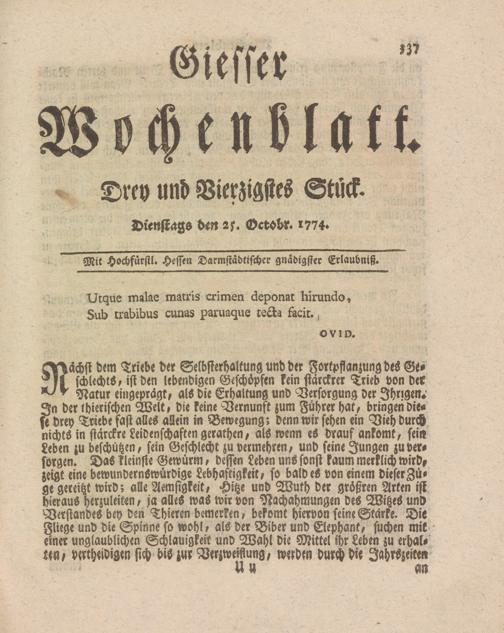 337
Giesser
Wochenblatt.
Drey und Vierzigstes Stück.
Dienstags den 25. Octobr. 1774.
Mit Hochfürstl. Hessen Darmstädtischer gnädigster Erlaubniß.
Utque malae matris crimen deponat hirundo,
Sub trabibus cunas paruaque tecta facit.
OVID.
Nächst dem Triebe der Selbsterhaltung und der Fortpflanzung des Ge-
schlechts, ist den lebendigen Geschöpfen kein stärckrer Trieb von der
Natur eingeprägt, als die Erhaltung und Versorgung der Ihrigen.
In der thierischen Welt, die keine Vernunft zum Führer hat, bringen die-
se drey Triebe fast alles allein in Bewegung; denn wir sehen ein Vieh durch
nichts in stärckre Leidenschaften gerathen, als wenn es drauf ankomt, sein
Leben zu beschützen, sein Geschlecht zu vermehren, und seine Jungen zu ver-
sorgen. Das kleinste Gewürm, dessen Leben uns sonst kaum merklich wird,
zeigt eine bewundernswürdige Lebhaftigkeit, so bald es von einem dieser Zü-
ge gereitzt wird; alle Aemsigkeit, Hitze und Wuth der größren Arten ist
hieraus herzuleiten, ja alles was wir von Nachahmungen des Witzes und
Verstandes bey den Thieren bemerken, bekomt hiervon seine Stärke. Die
Fliege und die Spinne so wohl, als der Biber und Elephant, suchen mit
einer unglaublichen Schlauigkeit und Wahl die Mittel ihr Leben zu erhal-
ten, vertheidigen sich bis zur Verzweiflung, werden durch die Jahrszeiten
U u an